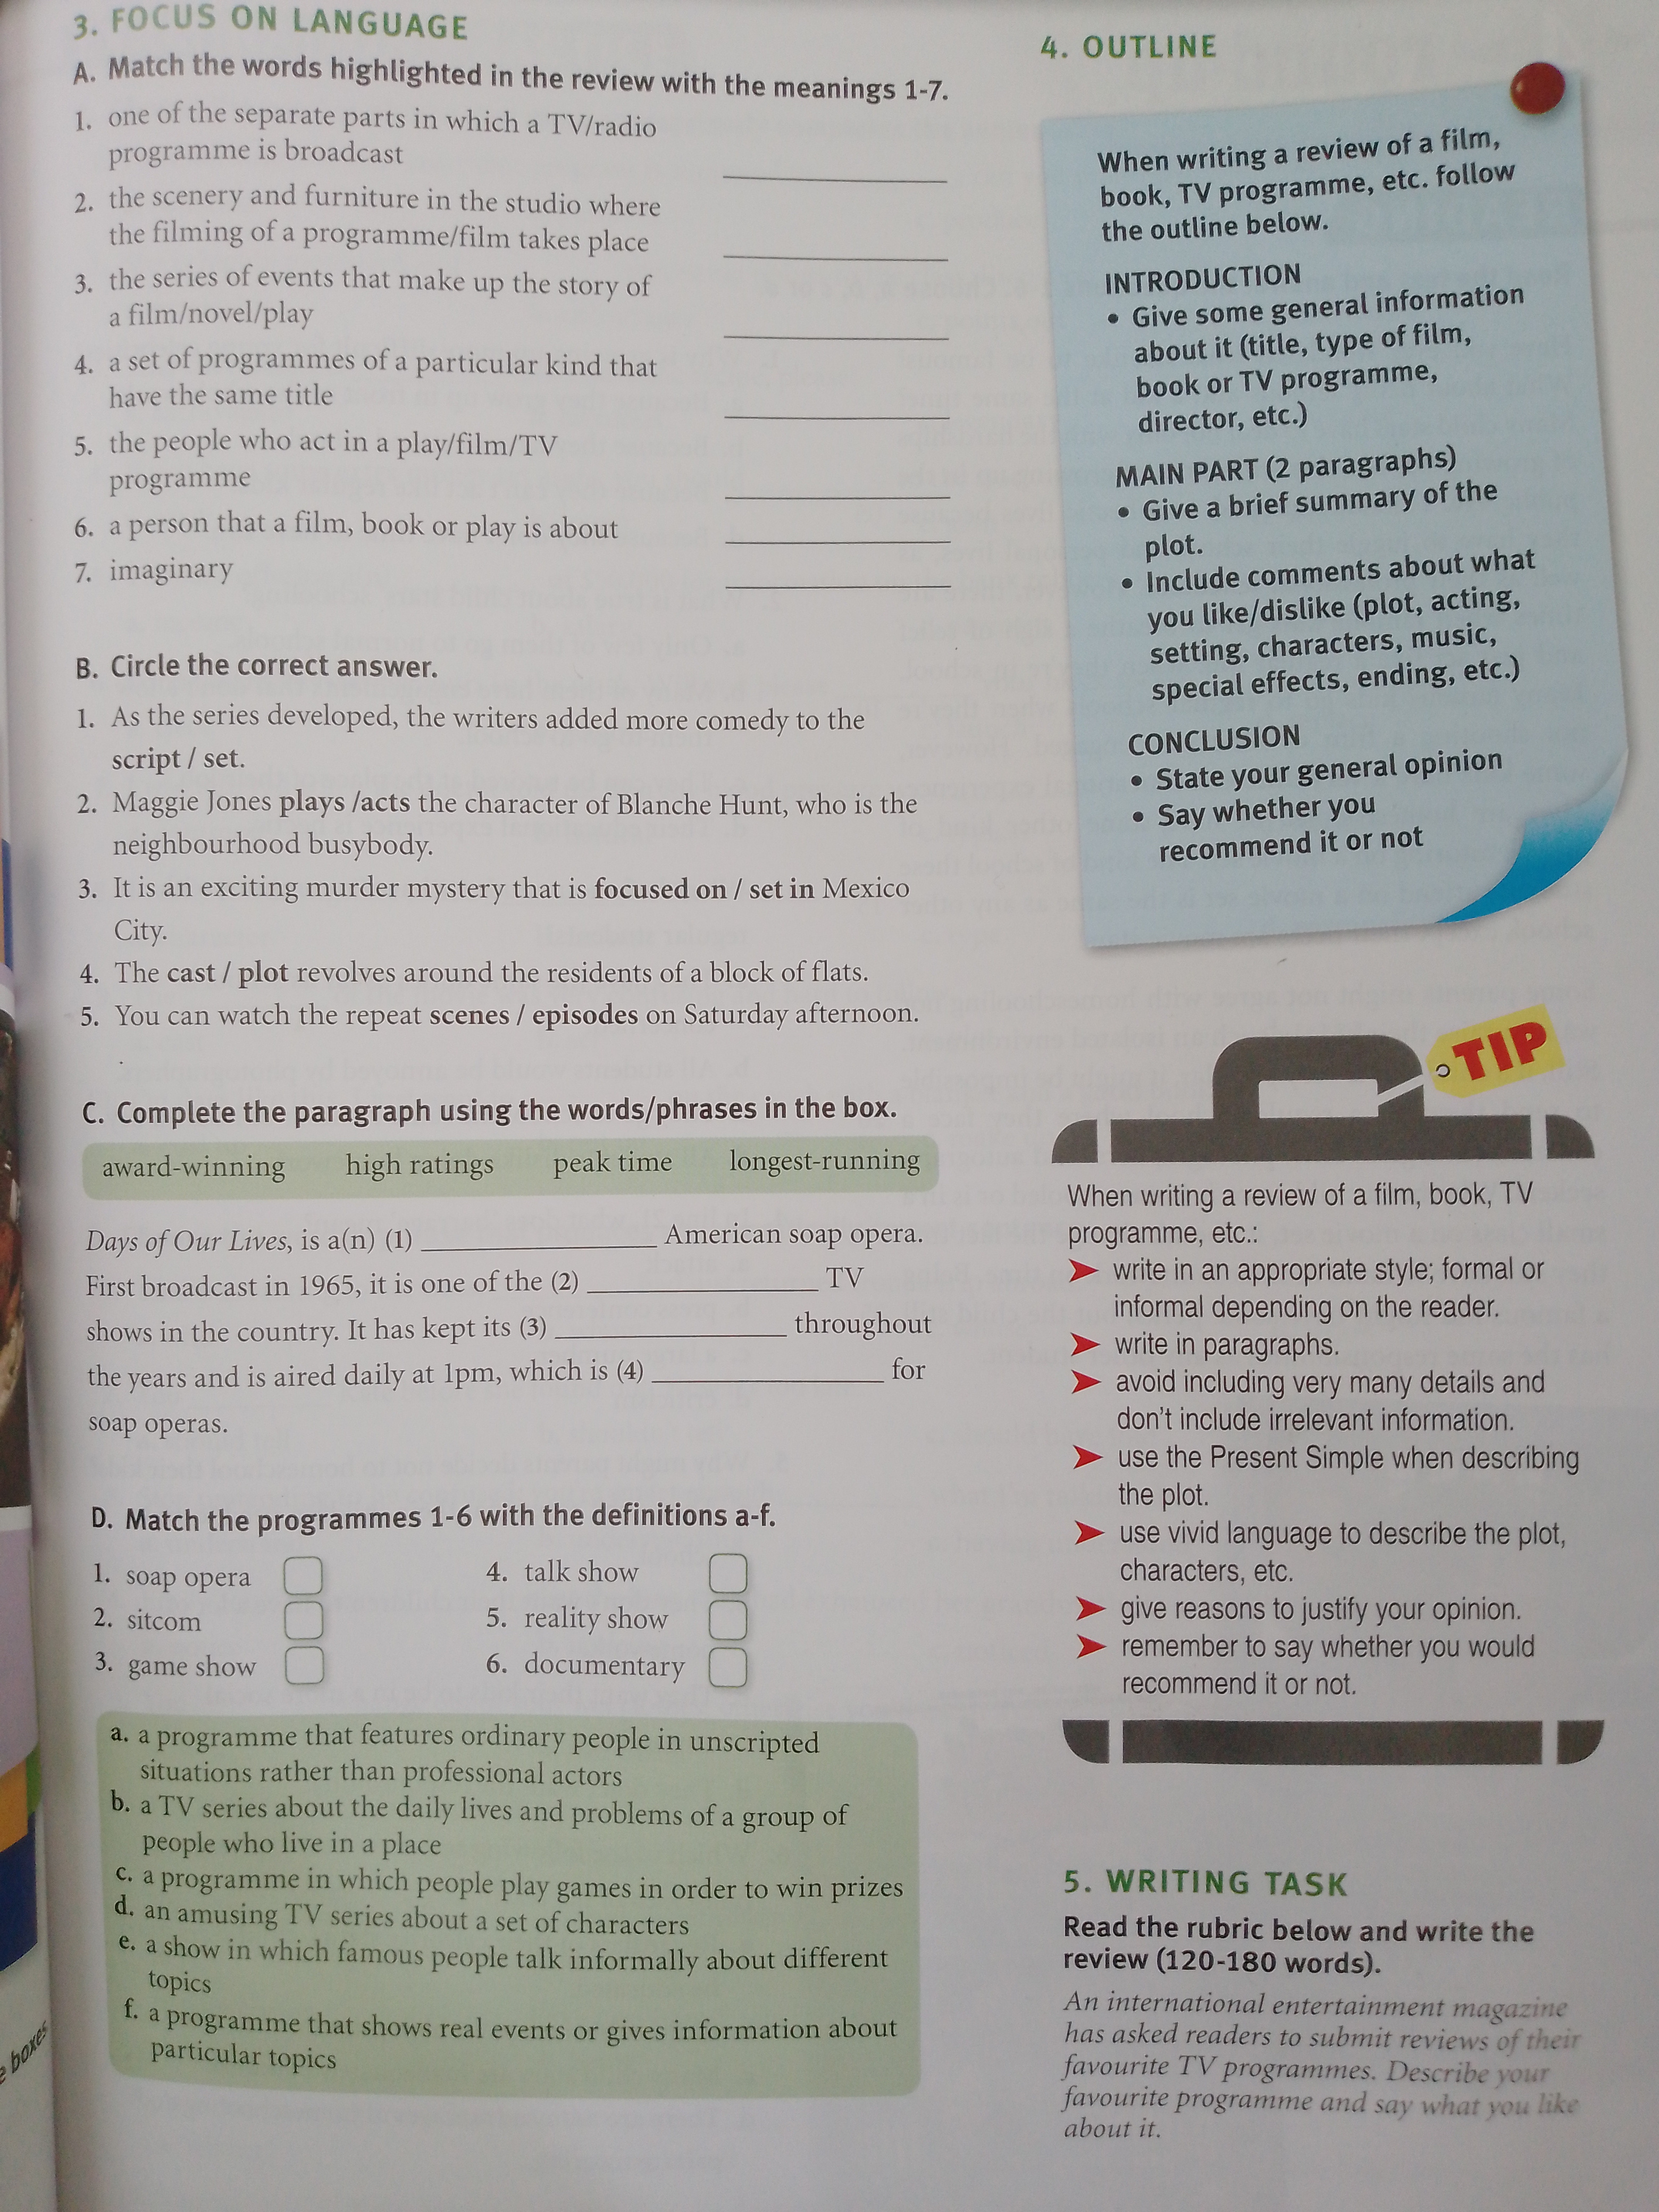 3. FOCUS ON LANGUAGE
A. Match the words highlighted in the review with the meanings 1-7.
1. one of the separate parts in which a TV/radio
programme is broadcast
2. the scenery and furniture in the studio where
the filming of a programme/film takes place
3. the series of events that make up the story of
a film/novel/play
4. a set of programmes of a particular kind that
have the same title
5. the people who act in a play/film/TV
programme
6. a person that a film, book or play is about
7. imaginary
B. Circle the correct answer.
1. As the series developed, the writers added more comedy to the
script / set.
2. Maggie Jones plays /acts the character of Blanche Hunt, who is the
neighbourhood busybody.
3. It is an exciting murder mystery that is focused on / set in Mexico
City.
4. The cast / plot revolves around the residents of a block of flats.
5. You can watch the repeat scenes / episodes on Saturday afternoon.
C. Complete the paragraph using the words/phrases in the box.
award-winning high ratings peak time longest-running
Days of Our Lives, is a(n) (1) ____________ American soap opera.
First broadcast in 1965, it is one of the (2) ____________ TV
shows in the country. It has kept its (3) ____________ throughout
the years and is aired daily at 1pm, which is (4) ____________ for
soap operas.
D. Match the programmes 1-6 with the definitions a-f.
1. soap opera
2. sitcom
3. game show
4. talk show
5. reality show
6. documentary
a. a programme that features ordinary people in unscripted
situations rather than professional actors
b. a TV series about the daily lives and problems of a group of
people who live in a place
c. a programme in which people play games in order to win prizes
d. an amusing TV series about a set of characters
e. a show in which famous people talk informally about different
topics
f. a programme that shows real events or gives information about
particular topics
boxes
4. OUTLINE
When writing a review of a film,
book, TV programme, etc. follow
the outline below.
INTRODUCTION
• Give some general information
about it (title, type of film,
book or TV programme,
director, etc.)
MAIN PART (2 paragraphs)
• Give a brief summary of the
plot.
• Include comments about what
you like/dislike (plot, acting,
setting, characters, music,
special effects, ending, etc.)
CONCLUSION
• State your general opinion
• Say whether you
recommend it or not
TIP
When writing a review of a film, book, TV
programme, etc.:
➤ write in an appropriate style; formal or
informal depending on the reader.
➤ write in paragraphs.
➤ avoid including very many details and
don't include irrelevant information.
➤ use the Present Simple when describing
the plot.
➤ use vivid language to describe the plot,
characters, etc.
➤ give reasons to justify your opinion.
➤ remember to say whether you would
recommend it or not.
5. WRITING TASK
Read the rubric below and write the
review (120-180 words).
An international entertainment magazine
has asked readers to submit reviews of their
favourite TV programmes. Describe your
favourite programme and say what you like
about it.